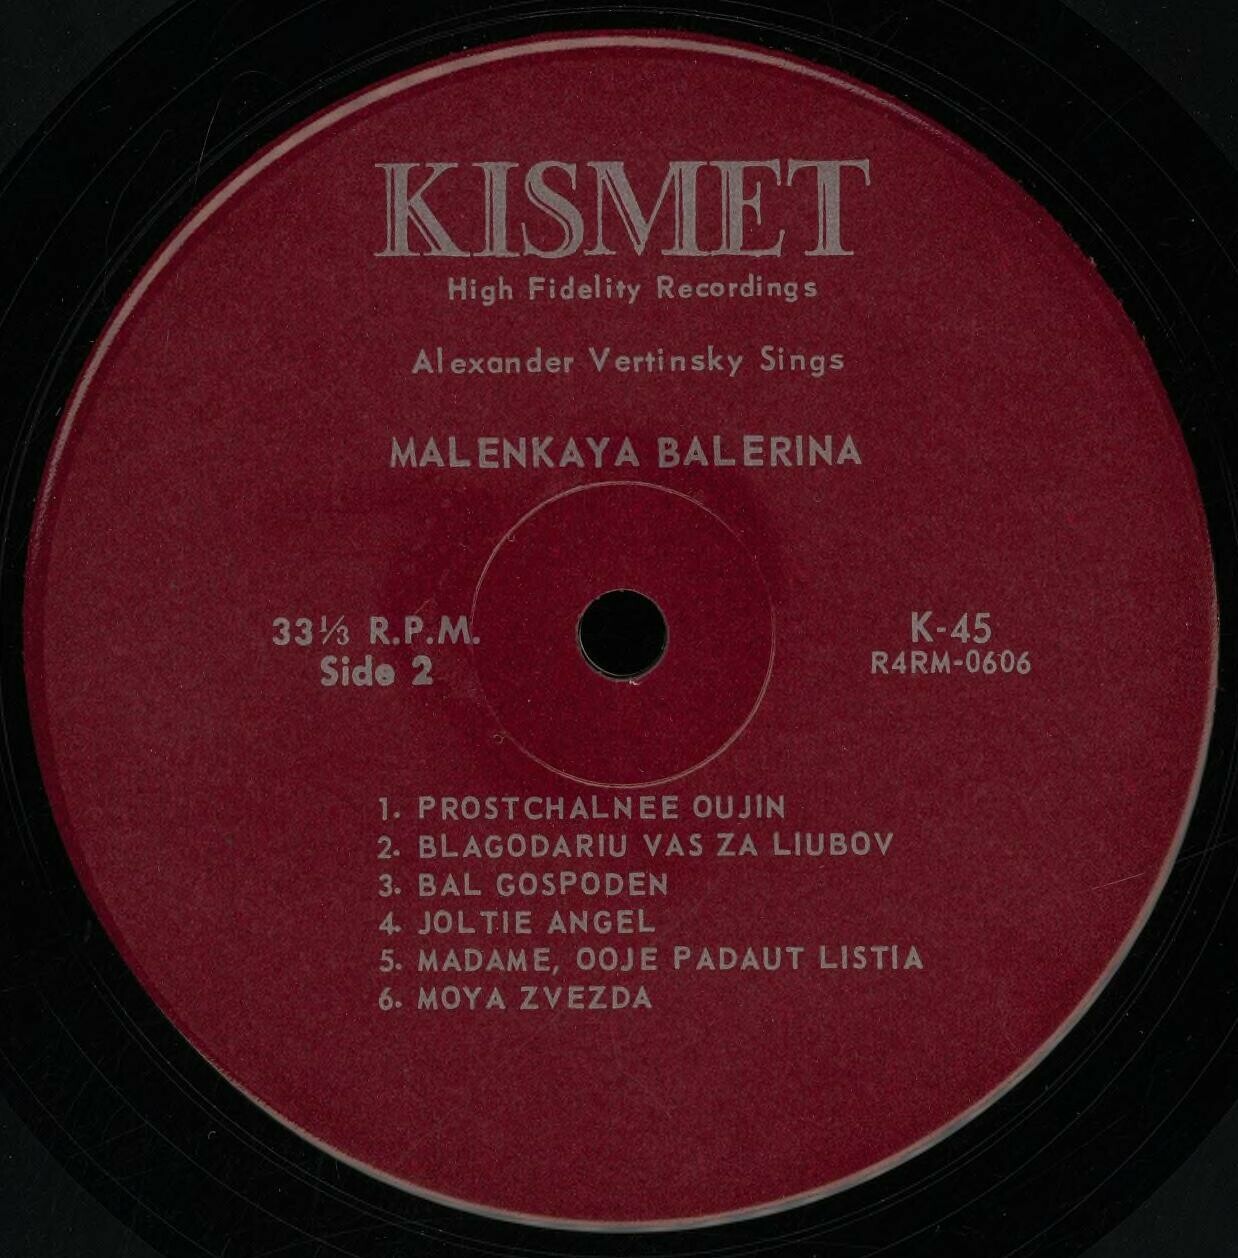 KISMET
High Fidelity Recordings
Alexander Vertinsky Sings
MALENKAYA BALERINA
33⅓ R.P.M.
Side 2
K-45
R4RM-0606
1. PROSTCHALNEE OUJIN
2. BLAGODARIU VAS ZA LIUBOV
3. BAL GOSPODEN
4. JOLTIE ANGEL
5. MADAME, OOJE PADAUT LISTIA
6. MOYA ZVEZDA